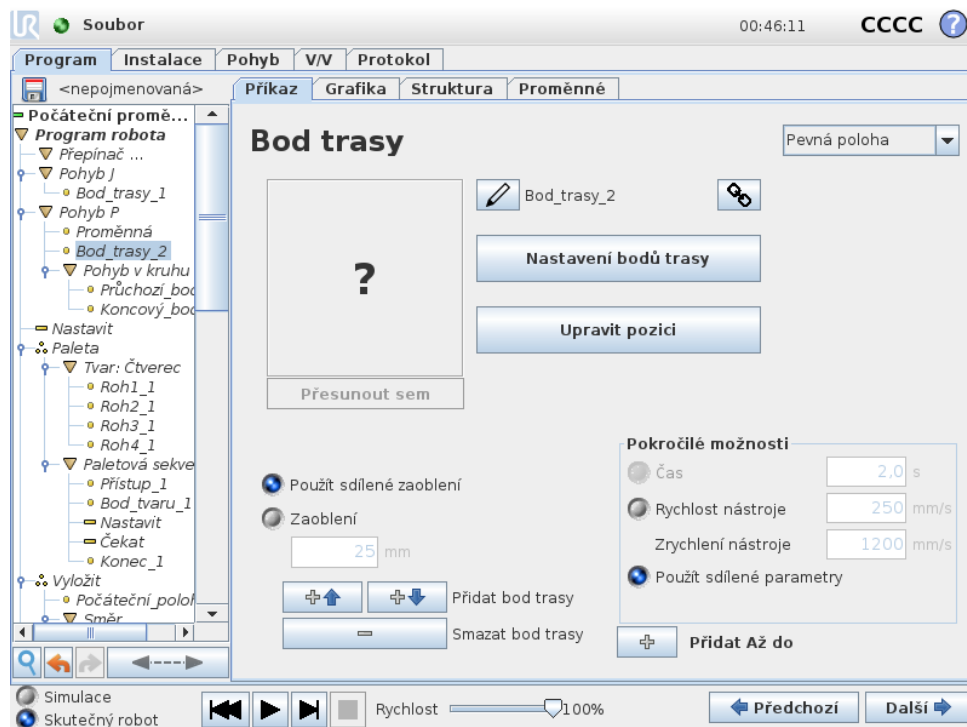 UR Soubor 00:46:11 CCCC ?
Program Instalace Pohyb V/V Protokol
<nepojmenovaná> Příkaz Grafika Struktura Proměnné
Počáteční promě...
Program robota
Přepínač ...
Pohyb J
Bod_trasy_1
Pohyb P
Proměnná
Bod_trasy_2
Pohyb v kruhu
Průchozí_bod
Koncový_bod
Nastavit
Paleta
Tvar: Čtverec
Roh1_1
Roh2_1
Roh3_1
Roh4_1
Paletová sekve
Přístup_1
Bod_tvaru_1
Nastavit
Čekat
Konec_1
Vyložit
Počáteční_poloh
Směr
Bod trasy
Pevná poloha
?
Bod_trasy_2
Nastavení bodů trasy
Upravit pozici
Přesunout sem
Použít sdílené zaoblení
Zaoblení
25 mm
Přidat bod trasy
Smazat bod trasy
Pokročilé možnosti
Čas 2,0 s
Rychlost nástroje 250 mm/s
Zrychlení nástroje 1200 mm/s
Použít sdílené parametry
Přidat Až do
Simulace
Skutečný robot
Rychlost 100%
Předchozí
Další